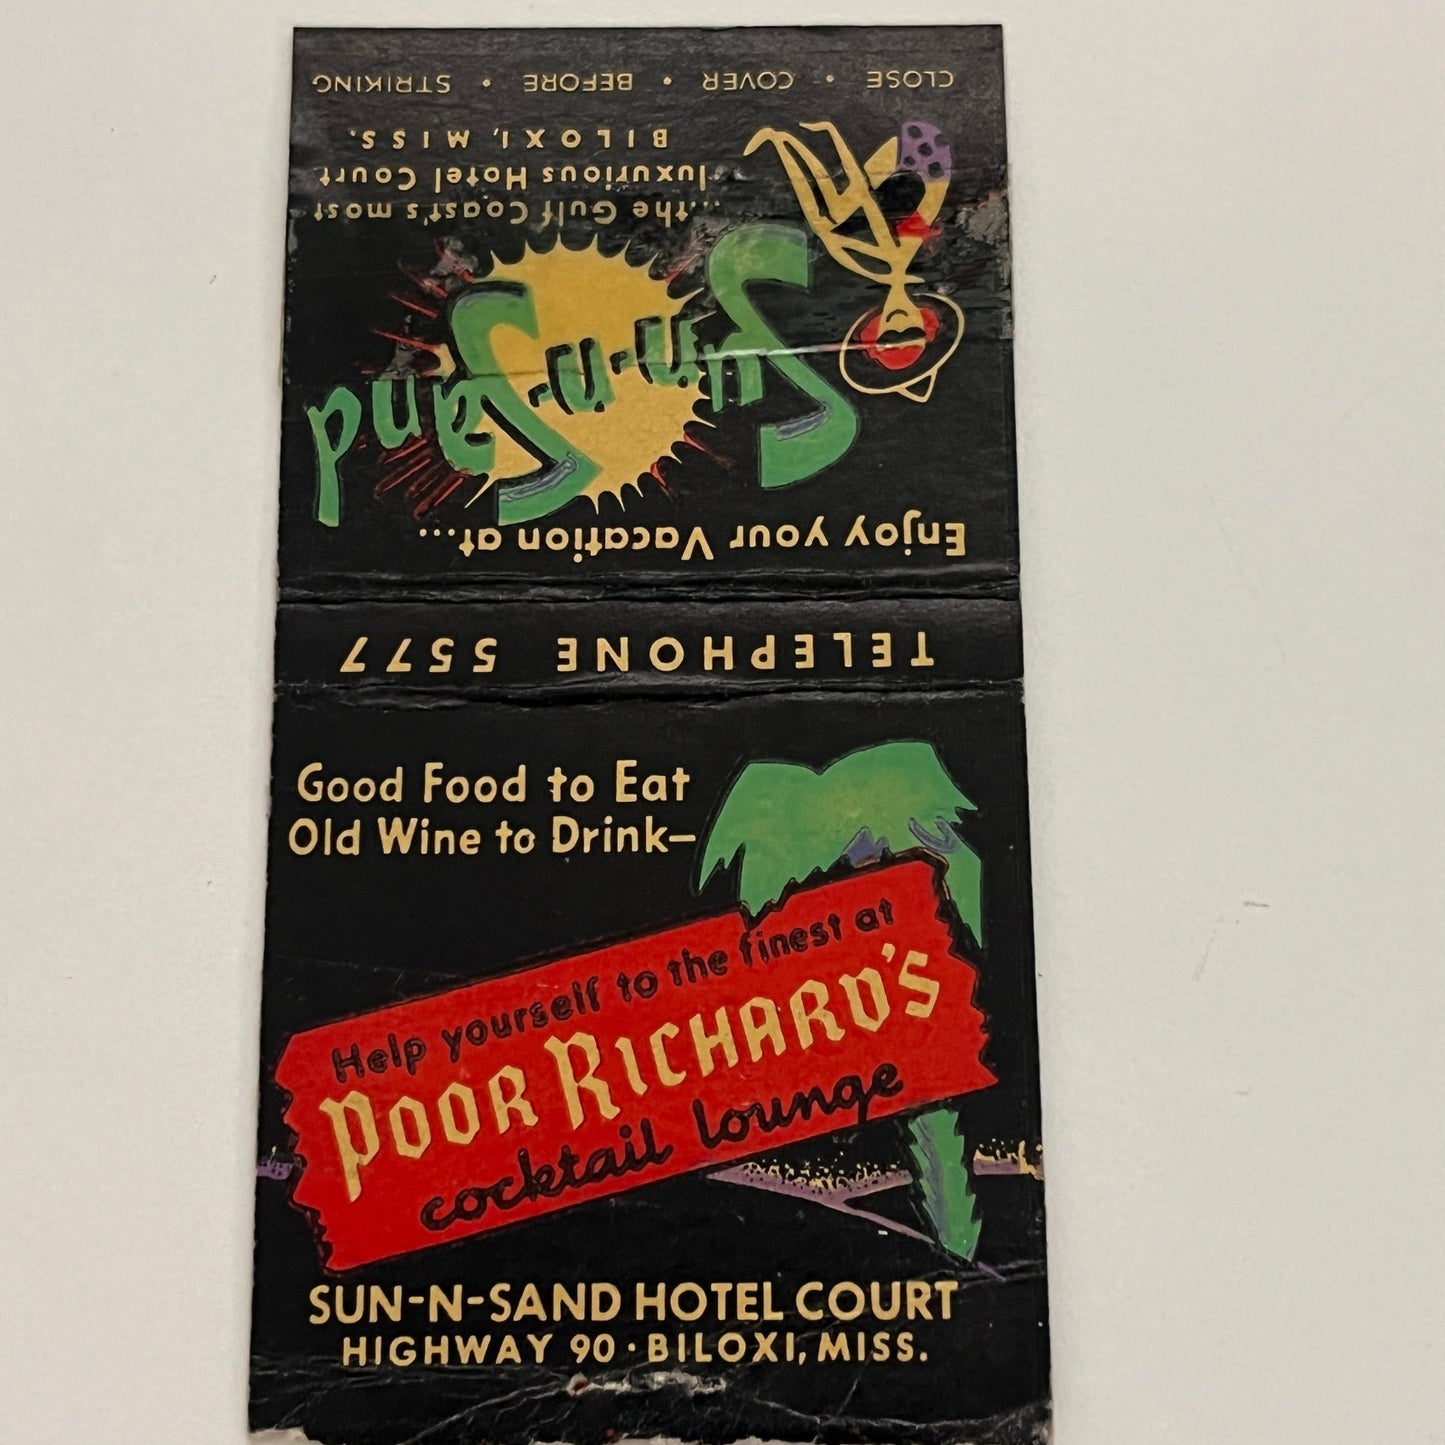 Enjoy your Vacation at...
Sun-n-Sand
...the Gulf Coast's most
luxurious Hotel Court
BILOXI, MISS.
CLOSE • COVER • BEFORE • STRIKING
TELEPHONE 5577
Good Food to Eat
Old Wine to Drink—
Help yourself to the finest at
POOR RICHARD'S
cocktail lounge
SUN-N-SAND HOTEL COURT
HIGHWAY 90 · BILOXI, MISS.